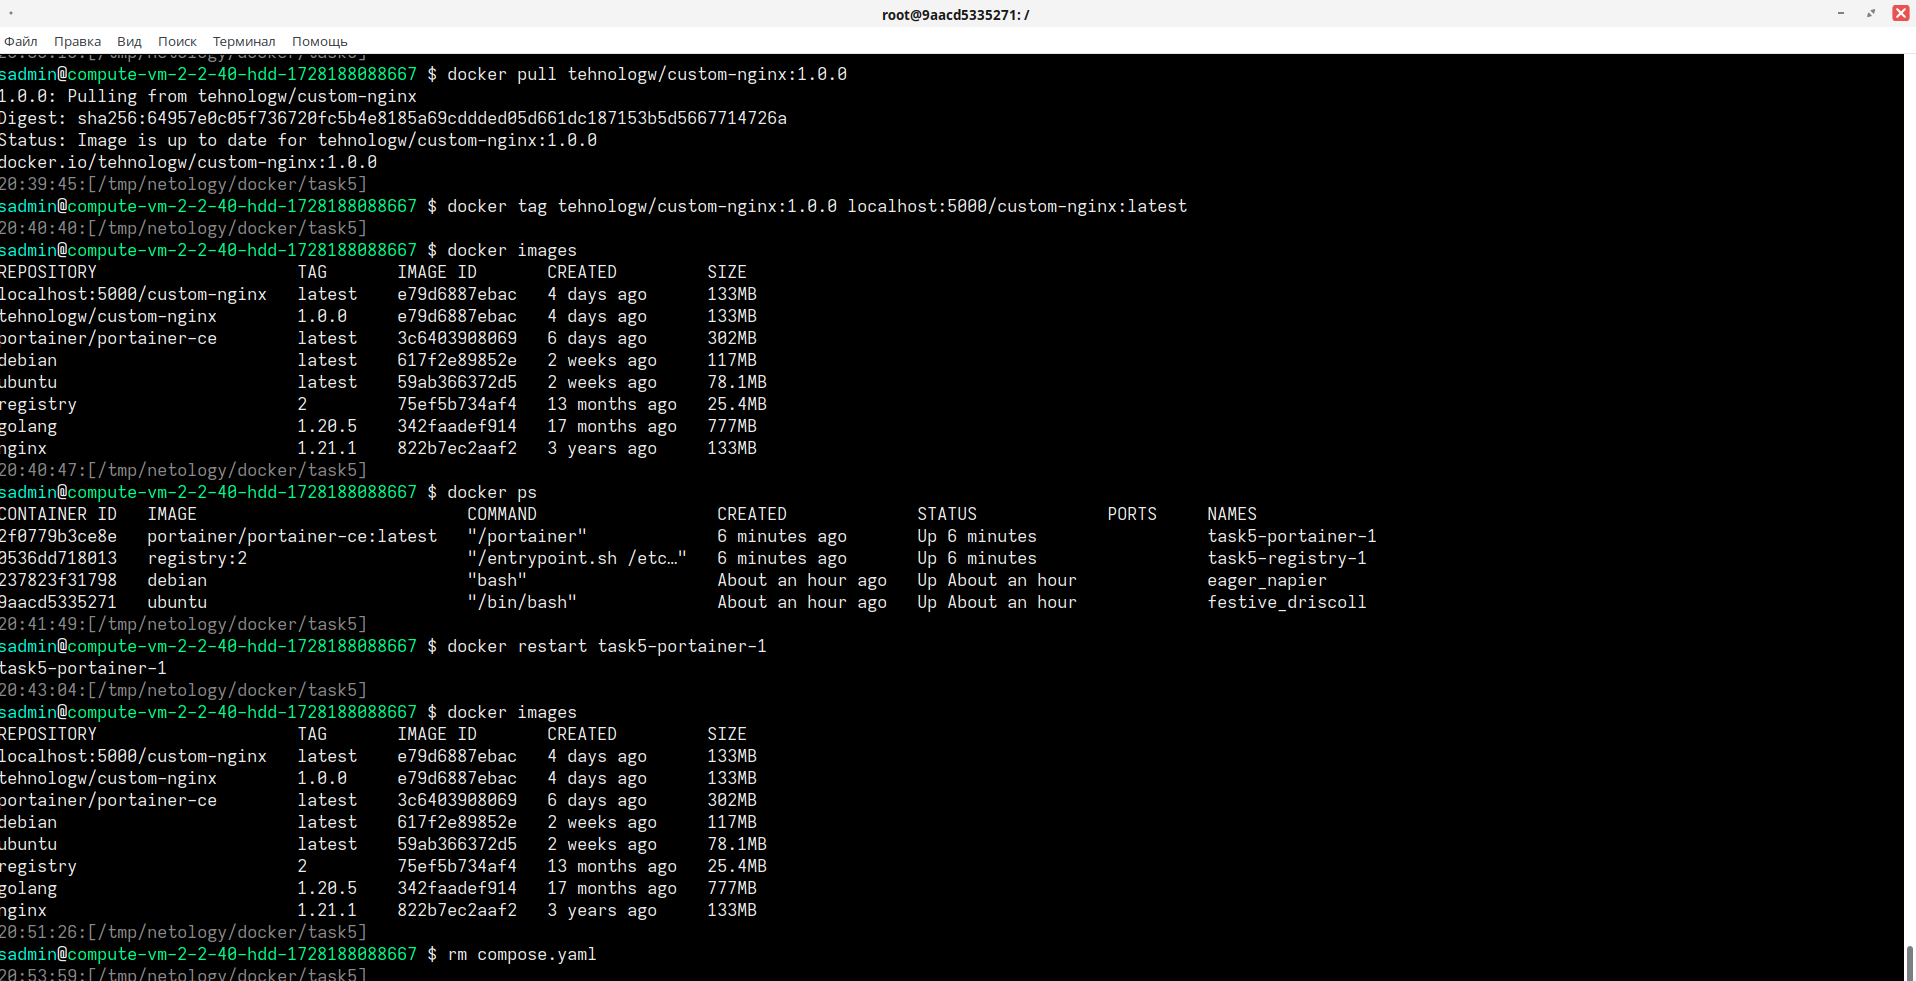 root@9aacd5335271: /
Файл Правка Вид Поиск Терминал Помощь
sadmin@compute-vm-2-2-40-hdd-1728188088667 $ docker pull tehnologw/custom-nginx:1.0.0
1.0.0: Pulling from tehnologw/custom-nginx
Digest: sha256:64957e0c05f736720fc5b4e8185a69cddded05d661dc187153b5d5667714726a
Status: Image is up to date for tehnologw/custom-nginx:1.0.0
docker.io/tehnologw/custom-nginx:1.0.0
20:39:45:[/tmp/netology/docker/task5]
sadmin@compute-vm-2-2-40-hdd-1728188088667 $ docker tag tehnologw/custom-nginx:1.0.0 localhost:5000/custom-nginx:latest
20:40:40:[/tmp/netology/docker/task5]
sadmin@compute-vm-2-2-40-hdd-1728188088667 $ docker images
REPOSITORY TAG IMAGE ID CREATED SIZE
localhost:5000/custom-nginx latest e79d6887ebac 4 days ago 133MB
tehnologw/custom-nginx 1.0.0 e79d6887ebac 4 days ago 133MB
portainer/portainer-ce latest 3c6403908069 6 days ago 302MB
debian latest 617f2e89852e 2 weeks ago 117MB
ubuntu latest 59ab366372d5 2 weeks ago 78.1MB
registry 2 75ef5b734af4 13 months ago 25.4MB
golang 1.20.5 342faadef914 17 months ago 777MB
nginx 1.21.1 822b7ec2aaf2 3 years ago 133MB
20:40:47:[/tmp/netology/docker/task5]
sadmin@compute-vm-2-2-40-hdd-1728188088667 $ docker ps
CONTAINER ID IMAGE COMMAND CREATED STATUS PORTS NAMES
2f0779b3ce8e portainer/portainer-ce:latest "/portainer" 6 minutes ago Up 6 minutes task5-portainer-1
0536dd718013 registry:2 "/entrypoint.sh /etc…" 6 minutes ago Up 6 minutes task5-registry-1
237823f31798 debian "bash" About an hour ago Up About an hour eager_napier
9aacd5335271 ubuntu "/bin/bash" About an hour ago Up About an hour festive_driscoll
20:41:49:[/tmp/netology/docker/task5]
sadmin@compute-vm-2-2-40-hdd-1728188088667 $ docker restart task5-portainer-1
task5-portainer-1
20:43:04:[/tmp/netology/docker/task5]
sadmin@compute-vm-2-2-40-hdd-1728188088667 $ docker images
REPOSITORY TAG IMAGE ID CREATED SIZE
localhost:5000/custom-nginx latest e79d6887ebac 4 days ago 133MB
tehnologw/custom-nginx 1.0.0 e79d6887ebac 4 days ago 133MB
portainer/portainer-ce latest 3c6403908069 6 days ago 302MB
debian latest 617f2e89852e 2 weeks ago 117MB
ubuntu latest 59ab366372d5 2 weeks ago 78.1MB
registry 2 75ef5b734af4 13 months ago 25.4MB
golang 1.20.5 342faadef914 17 months ago 777MB
nginx 1.21.1 822b7ec2aaf2 3 years ago 133MB
20:51:26:[/tmp/netology/docker/task5]
sadmin@compute-vm-2-2-40-hdd-1728188088667 $ rm compose.yaml
20:53:59:[/tmp/netology/docker/task5]